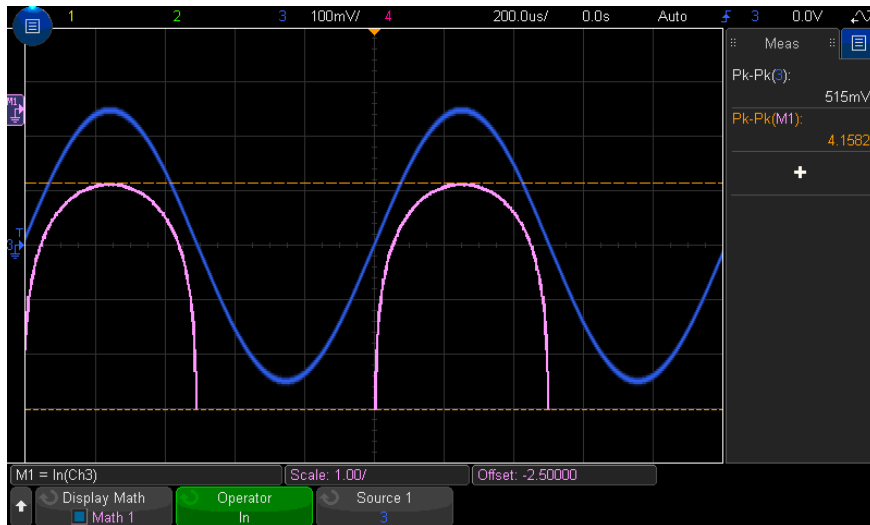 1 2 3 100mV/ 4 200.0us/ 0.0s Auto 3 0.0V
Meas
Pk-Pk(3):
515mV
Pk-Pk(M1):
4.1582
+
M1
T
3
M1 = ln(Ch3) Scale: 1.00/ Offset: -2.50000
Display Math Operator Source 1
Math 1 ln 3